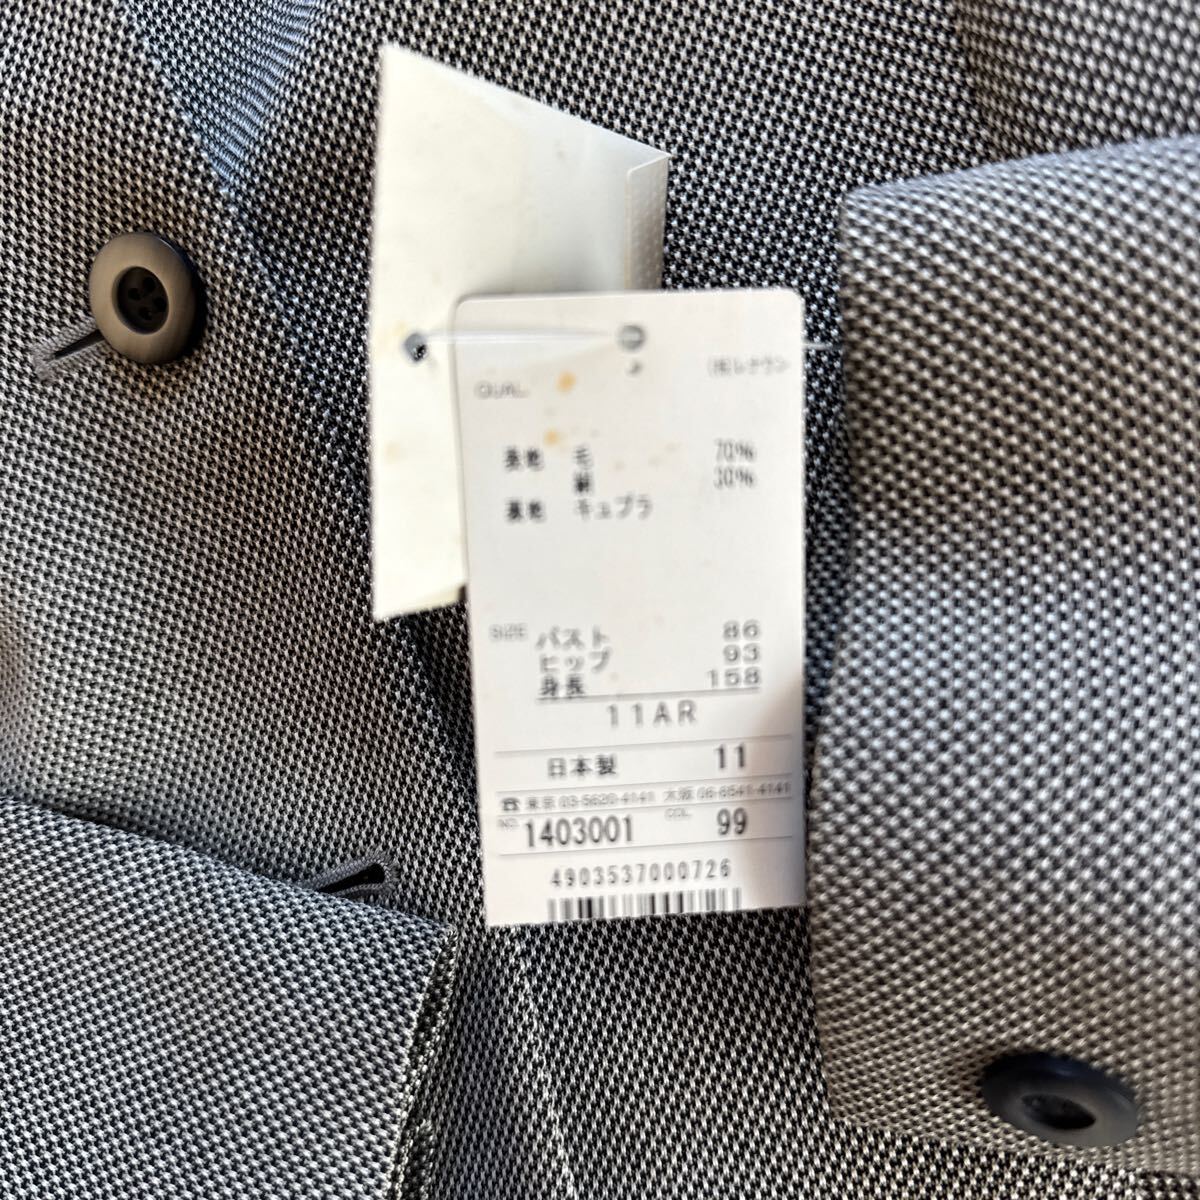 (株)レナウン
QUAL.
表地 毛 70%
絹 30%
裏地 キュプラ
SIZE バスト 86
ヒップ 93
身長 158
11AR
日本製 11
☎ 東京 03-5620-4141 大阪 06-6541-4141
NO. 1403001 COL. 99
4903537000726